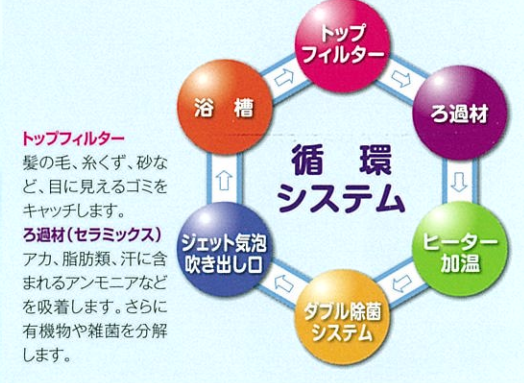 トップ
フィルター
ろ過材
ヒーター
加温
ダブル除菌
システム
ジェット気泡
吹き出し口
浴 槽
循 環
システム
トップフィルター
髪の毛、糸くず、砂な
ど、目に見えるゴミを
キャッチします。
ろ過材(セラミックス)
アカ、脂肪類、汗に含
まれるアンモニアなど
を吸着します。さらに
有機物や雑菌を分解
します。